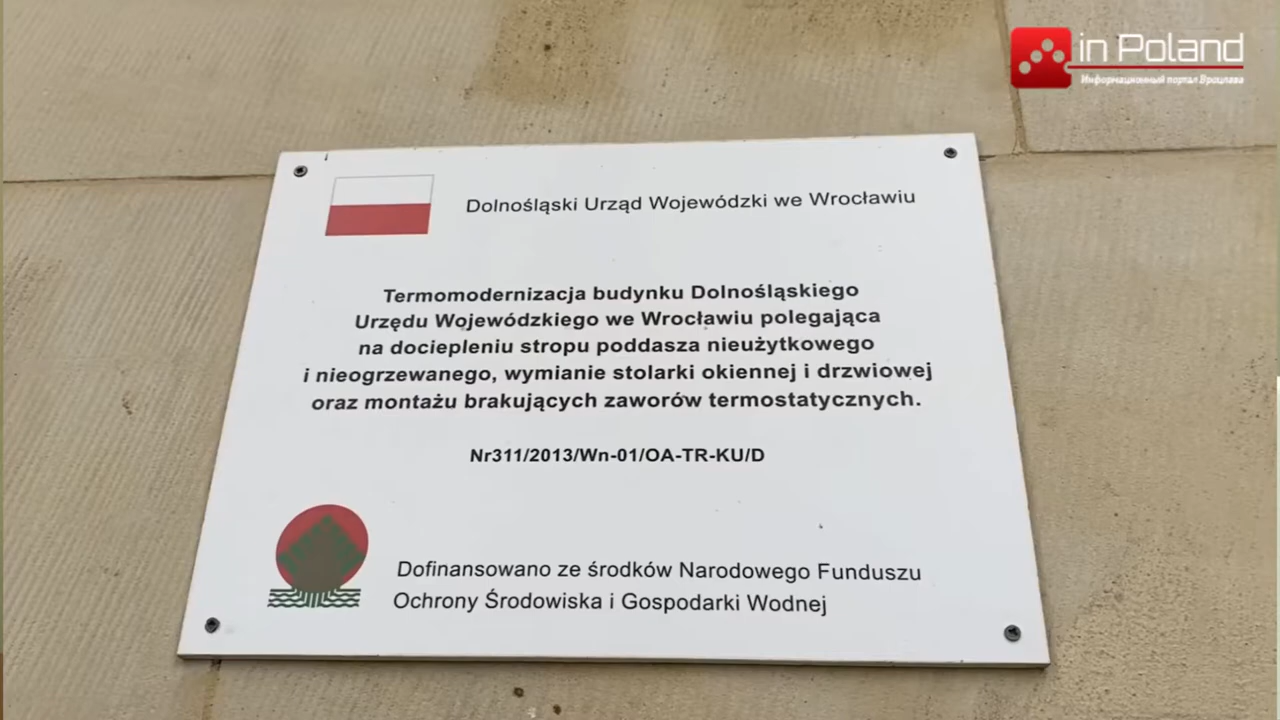 in Poland
Информационный портал Вроцлава
Dolnośląski Urząd Wojewódzki we Wrocławiu
Termomodernizacja budynku Dolnośląskiego
Urzędu Wojewódzkiego we Wrocławiu polegająca
na dociepleniu stropu poddasza nieużytkowego
i nieogrzewanego, wymianie stolarki okiennej i drzwiowej
oraz montażu brakujących zaworów termostatycznych.
Nr311/2013/Wn-01/OA-TR-KU/D
Dofinansowano ze środków Narodowego Funduszu
Ochrony Środowiska i Gospodarki Wodnej